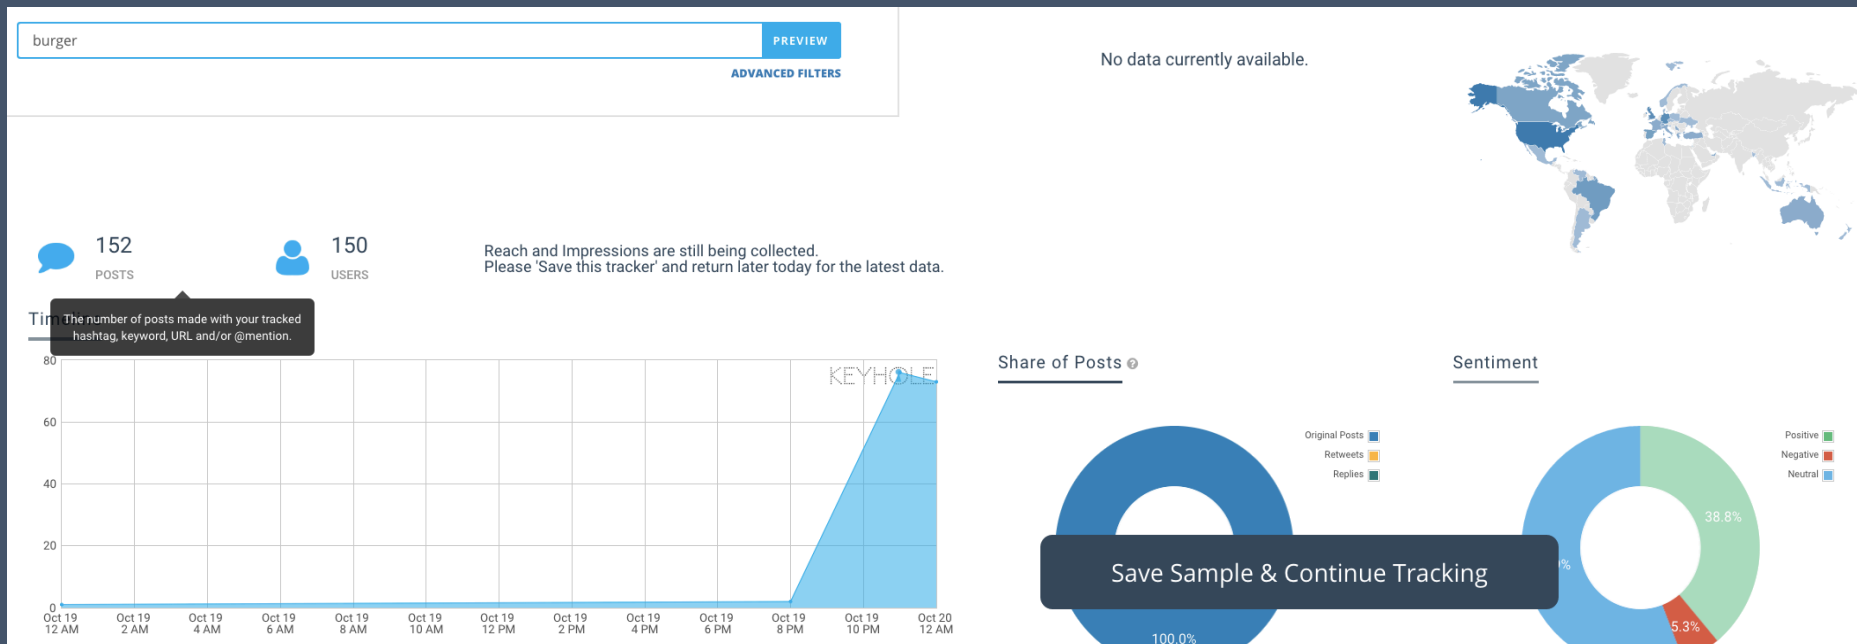 burger
PREVIEW
ADVANCED FILTERS
No data currently available.
152
POSTS
150
USERS
Reach and Impressions are still being collected.
Please 'Save this tracker' and return later today for the latest data.
The number of posts made with your tracked
hashtag, keyword, URL and/or @mention.
KEYHOLE
80
60
40
20
0
Oct 19
12 AM
Oct 19
2 AM
Oct 19
4 AM
Oct 19
6 AM
Oct 19
8 AM
Oct 19
10 AM
Oct 19
12 PM
Oct 19
2 PM
Oct 19
4 PM
Oct 19
6 PM
Oct 19
8 PM
Oct 19
10 PM
Oct 20
12 AM
Share of Posts ?
Original Posts
Retweets
Replies
100.0%
Sentiment
Positive
Negative
Neutral
38.8%
5.3%
Save Sample & Continue Tracking